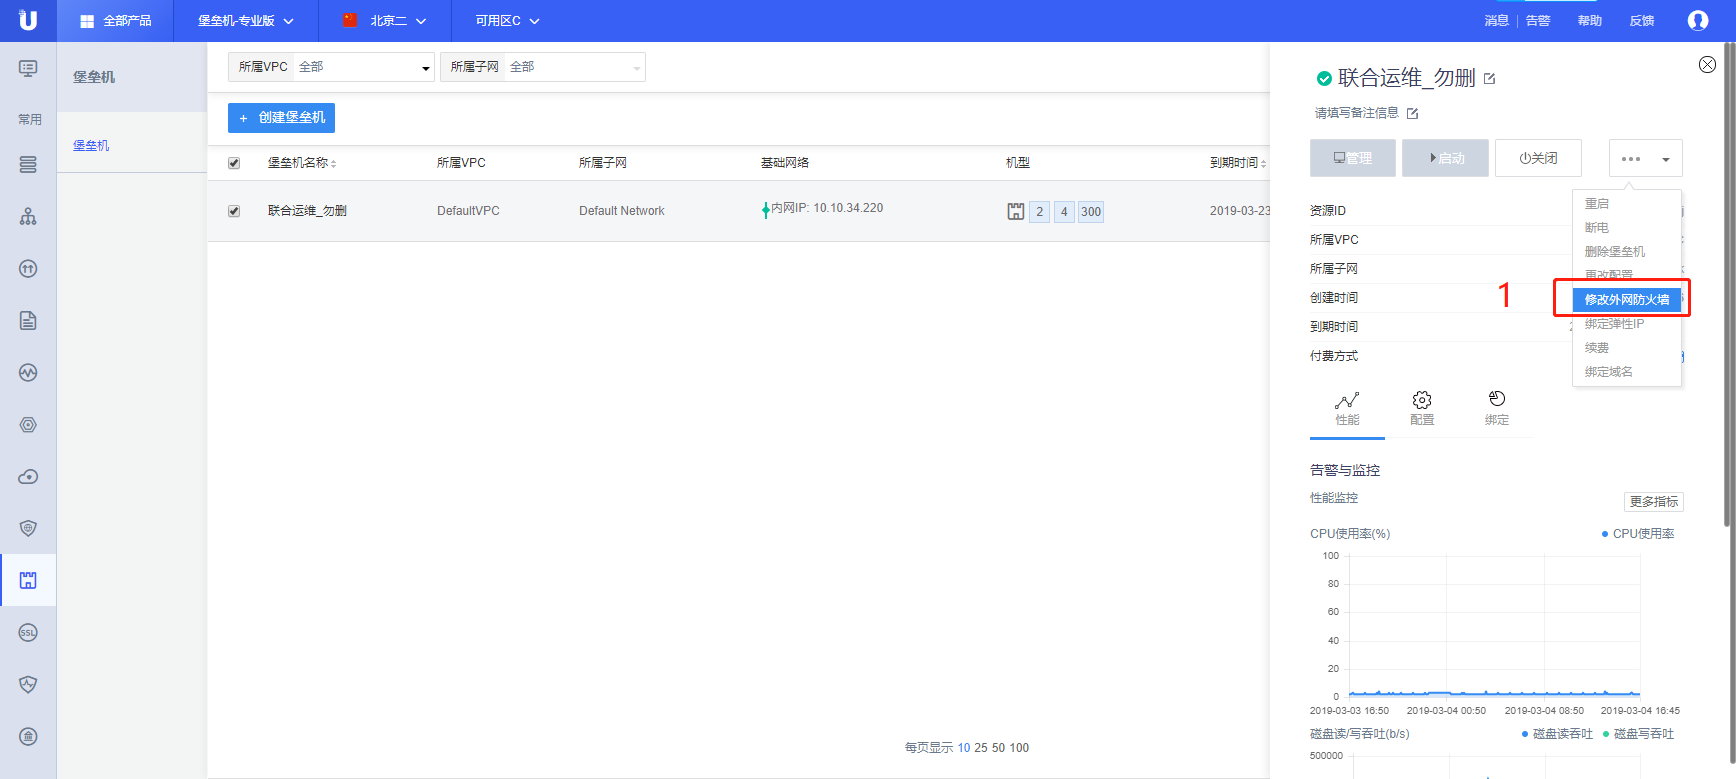 全部产品
堡垒机-专业版
北京二
可用区C
消息
告警
帮助
反馈
堡垒机
常用
堡垒机
SSL
所属VPC 全部
所属子网 全部
+ 创建堡垒机
堡垒机名称
所属VPC
所属子网
基础网络
机型
到期时间
联合运维_勿删
DefaultVPC
Default Network
内网IP: 10.10.34.220
2
4
300
2019-03-23
每页显示 10 25 50 100
联合运维_勿删
请填写备注信息
管理
启动
关闭
资源ID
所属VPC
所属子网
创建时间
到期时间
付费方式
重启
断电
删除堡垒机
更改配置
1
修改外网防火墙
绑定弹性IP
续费
绑定域名
性能
配置
绑定
告警与监控
性能监控
更多指标
CPU使用率(%)
CPU使用率
100
80
60
40
20
0
2019-03-03 16:50
2019-03-04 00:50
2019-03-04 08:50
2019-03-04 16:45
磁盘读/写吞吐(b/s)
磁盘读吞吐
磁盘写吞吐
500000